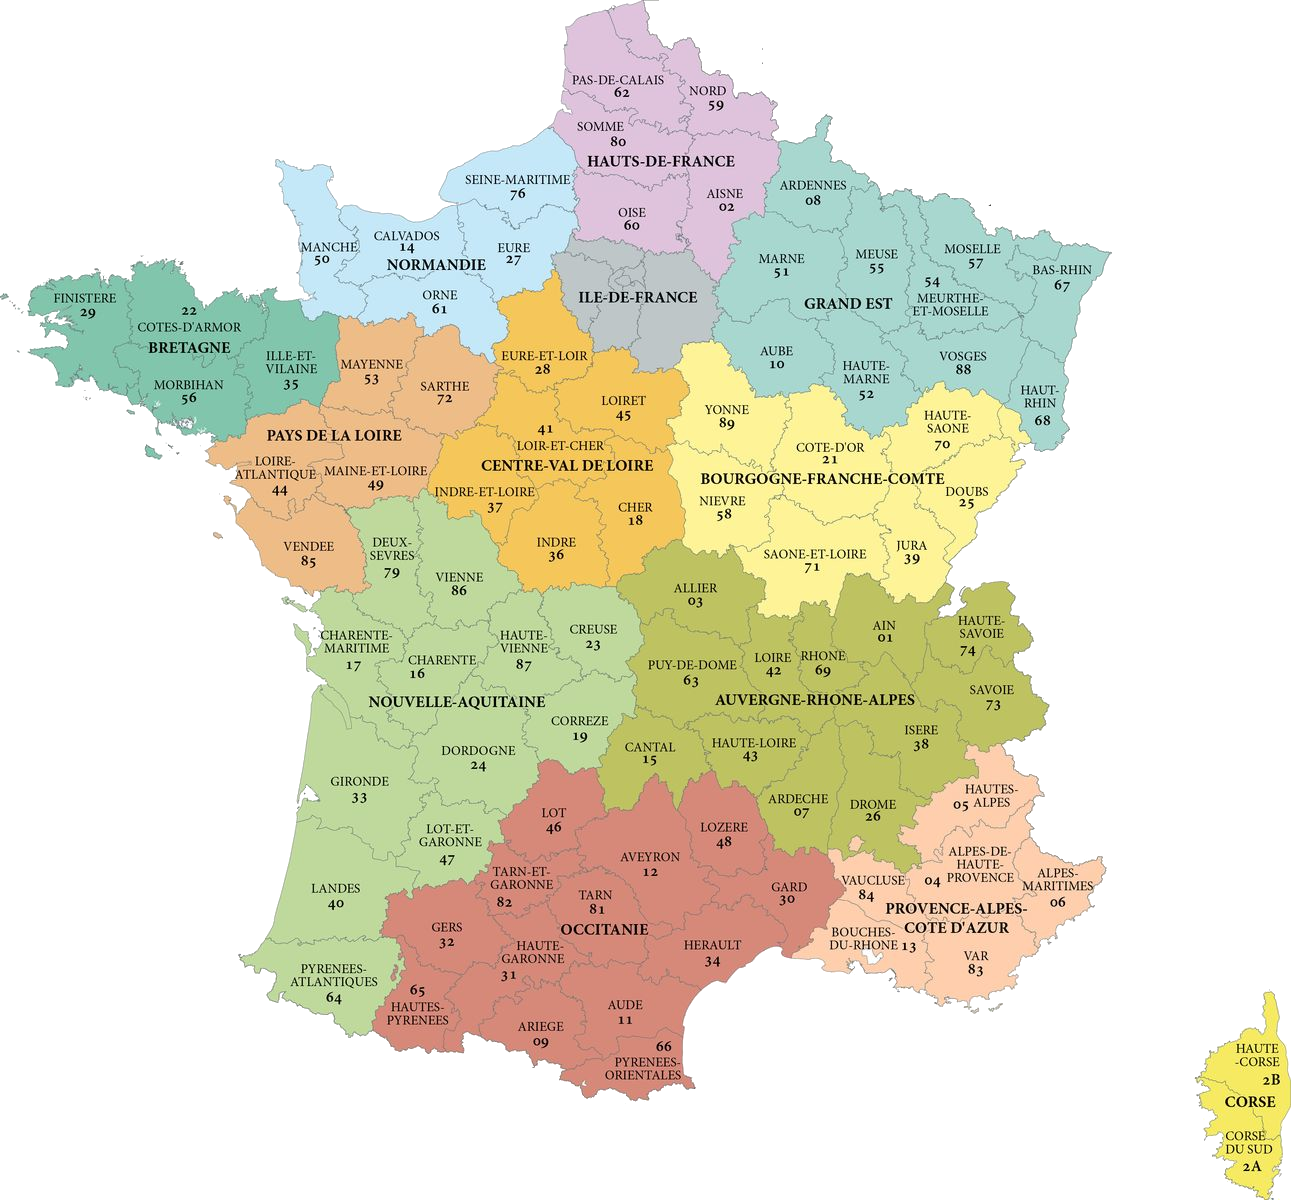 PAS-DE-CALAIS
62
NORD
59
SOMME
80
HAUTS-DE-FRANCE
OISE
60
AISNE
02
SEINE-MARITIME
76
MANCHE
50
CALVADOS
14
NORMANDIE
EURE
27
ORNE
61
ILE-DE-FRANCE
ARDENNES
08
MARNE
51
MEUSE
55
MOSELLE
57
54
MEURTHE-
ET-MOSELLE
BAS-RHIN
67
GRAND EST
AUBE
10
HAUTE-
MARNE
52
VOSGES
88
HAUT-
RHIN
68
FINISTERE
29
22
COTES-D'ARMOR
BRETAGNE
MORBIHAN
56
ILLE-ET-
VILAINE
35
MAYENNE
53
SARTHE
72
PAYS DE LA LOIRE
LOIRE-
ATLANTIQUE
44
MAINE-ET-LOIRE
49
VENDEE
85
EURE-ET-LOIR
28
LOIRET
45
41
LOIR-ET-CHER
CENTRE-VAL DE LOIRE
INDRE-ET-LOIRE
37
CHER
18
INDRE
36
YONNE
89
COTE-D'OR
21
HAUTE-
SAONE
70
BOURGOGNE-FRANCHE-COMTE
NIEVRE
58
DOUBS
25
SAONE-ET-LOIRE
71
JURA
39
DEUX-
SEVRES
79
VIENNE
86
CHARENTE-
MARITIME
17
CHARENTE
16
HAUTE-
VIENNE
87
CREUSE
23
NOUVELLE-AQUITAINE
CORREZE
19
DORDOGNE
24
GIRONDE
33
LOT-ET-
GARONNE
47
LANDES
40
PYRENEES-
ATLANTIQUES
64
ALLIER
03
PUY-DE-DOME
63
LOIRE
42
RHONE
69
AIN
01
HAUTE-
SAVOIE
74
SAVOIE
73
AUVERGNE-RHONE-ALPES
CANTAL
15
HAUTE-LOIRE
43
ISERE
38
ARDECHE
07
DROME
26
LOT
46
AVEYRON
12
LOZERE
48
TARN-ET-
GARONNE
82
TARN
81
GARD
30
OCCITANIE
GERS
32
HAUTE-
GARONNE
31
HERAULT
34
65
HAUTES-
PYRENEES
ARIEGE
09
AUDE
11
66
PYRENEES-
ORIENTALES
HAUTES-
05 ALPES
ALPES-DE-
HAUTE-
04 PROVENCE
ALPES-
MARITIMES
06
VAUCLUSE
84
PROVENCE-ALPES-
COTE D'AZUR
BOUCHES-
DU-RHONE 13
VAR
83
HAUTE
-CORSE
2B
CORSE
CORSE
DU SUD
2A